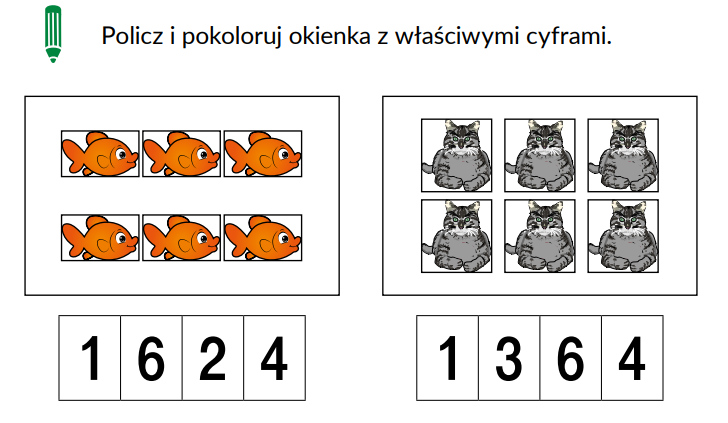 Policz i pokoloruj okienka z właściwymi cyframi.
1 6 2 4
1 3 6 4